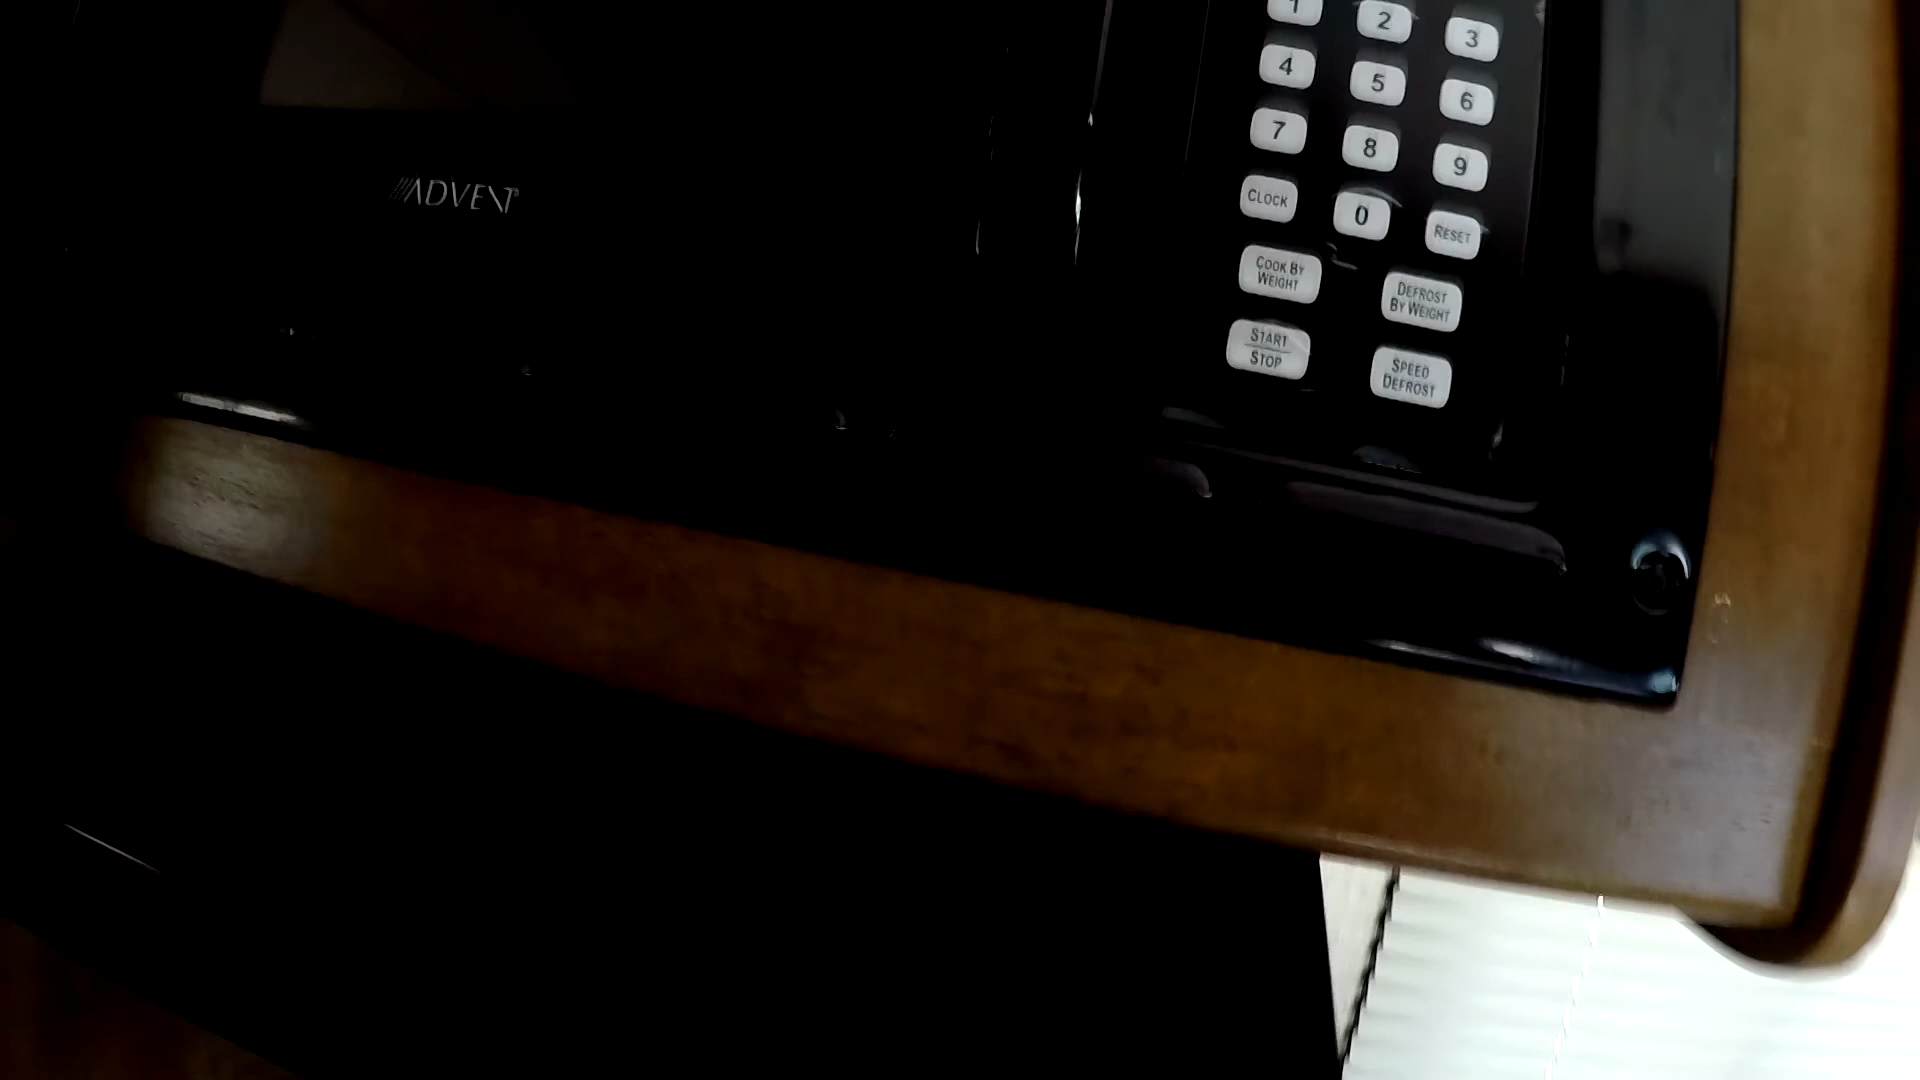 1 2 3
4 5 6
7 8 9
CLOCK 0 RESET
COOK BY
WEIGHT
DEFROST
BY WEIGHT
START
STOP
SPEED
DEFROST
ADVENT